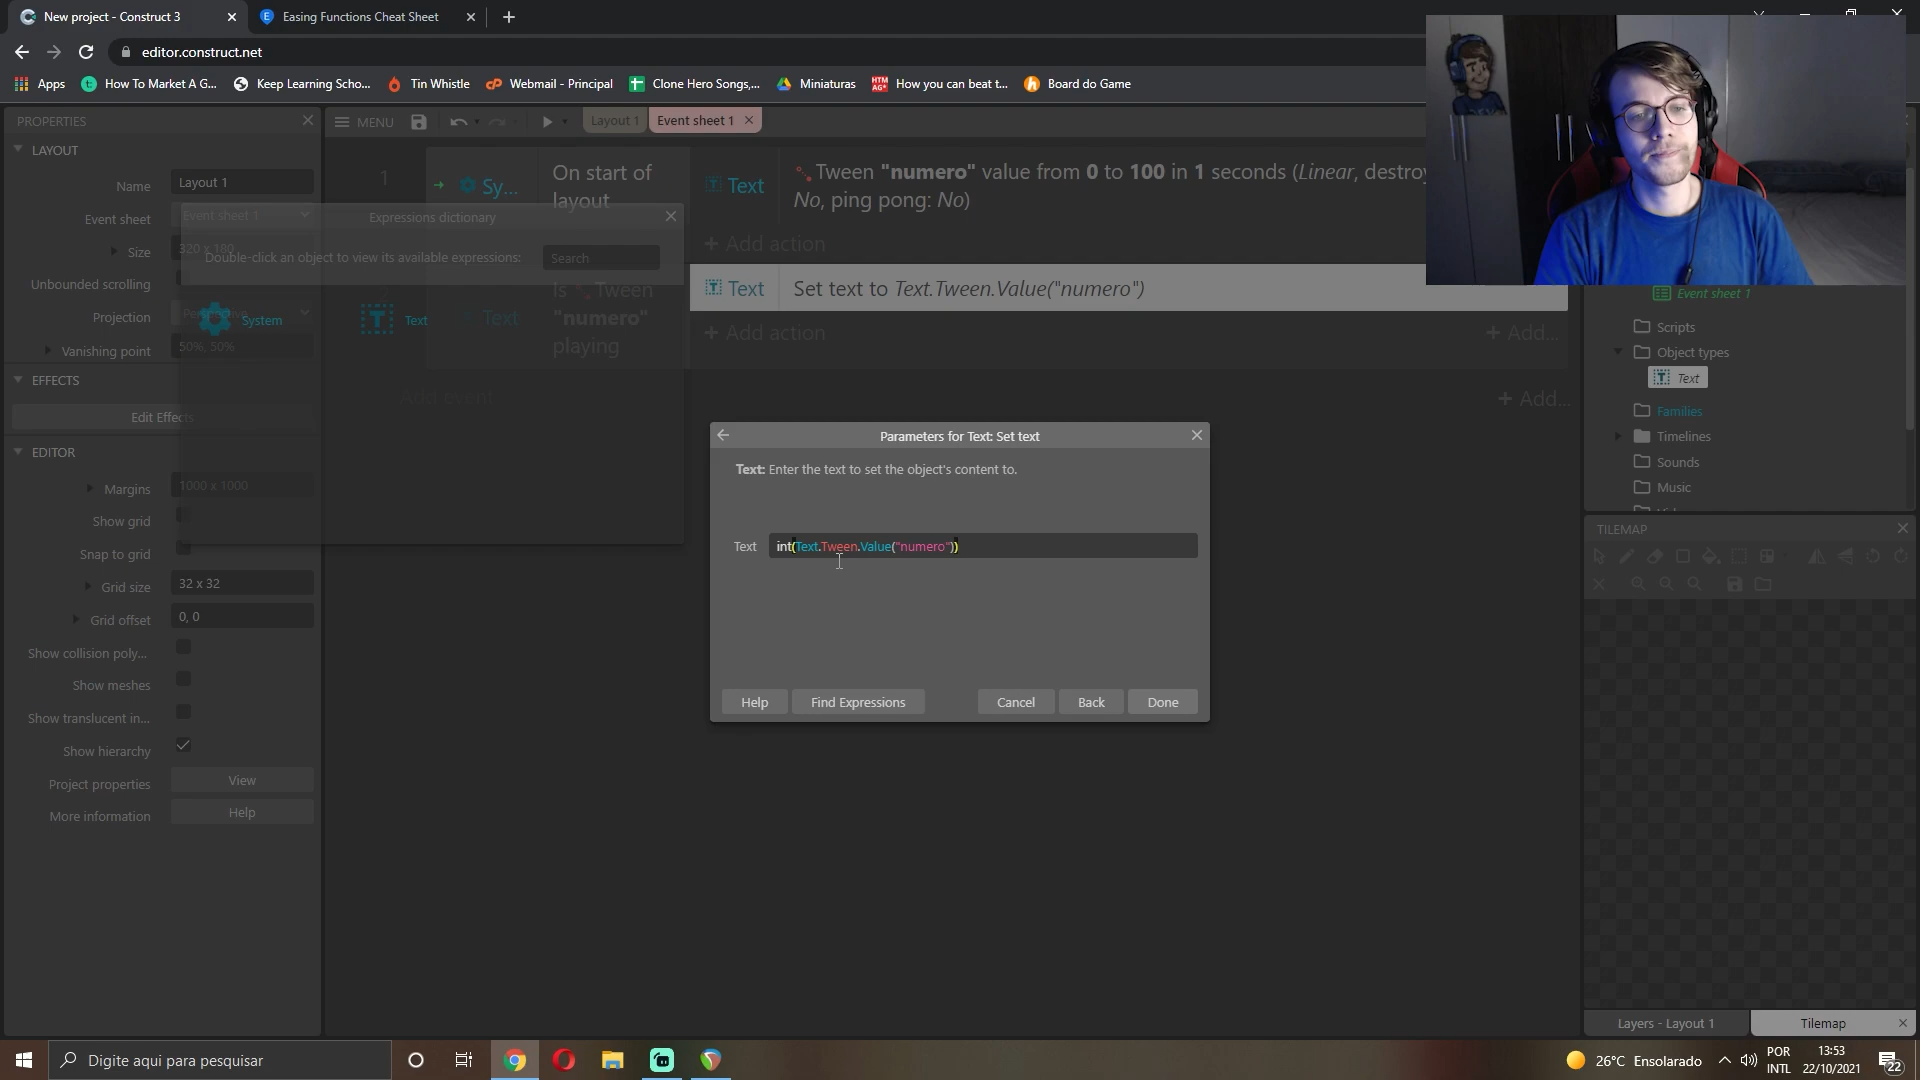 New project - Construct 3
Easing Functions Cheat Sheet
editor.construct.net
Apps
How To Market A G...
Keep Learning Scho...
Tin Whistle
Webmail - Principal
Clone Hero Songs,...
Miniaturas
How you can beat t...
Board do Game
PROPERTIES
MENU
Layout 1
Event sheet 1
LAYOUT
Name
Layout 1
Event sheet
Event sheet 1
Size
320 x 180
Unbounded scrolling
Projection
Perspective
Vanishing point
50%, 50%
EFFECTS
Edit Effects
EDITOR
Margins
1000 x 1000
Show grid
Snap to grid
Grid size
32 x 32
Grid offset
0, 0
Show collision poly...
Show meshes
Show translucent in...
Show hierarchy
Project properties
View
More information
Help
Expressions dictionary
Double-click an object to view its available expressions:
Search
System
Text
1
Sy...
On start of
layout
Text
Tween "numero" value from 0 to 100 in 1 seconds (Linear, destroy
No, ping pong: No)
+ Add action
Text
Is Tween
"numero"
playing
Text
Set text to Text.Tween.Value("numero")
+ Add action
+ Add...
Add event
+ Add...
Parameters for Text: Set text
Text: Enter the text to set the object's content to.
Text
int(Text.Tween.Value("numero"))
Help
Find Expressions
Cancel
Back
Done
Event sheet 1
Scripts
Object types
Text
Families
Timelines
Sounds
Music
TILEMAP
Layers - Layout 1
Tilemap
Digite aqui para pesquisar
26°C Ensolarado
POR
INTL
13:53
22/10/2021
22